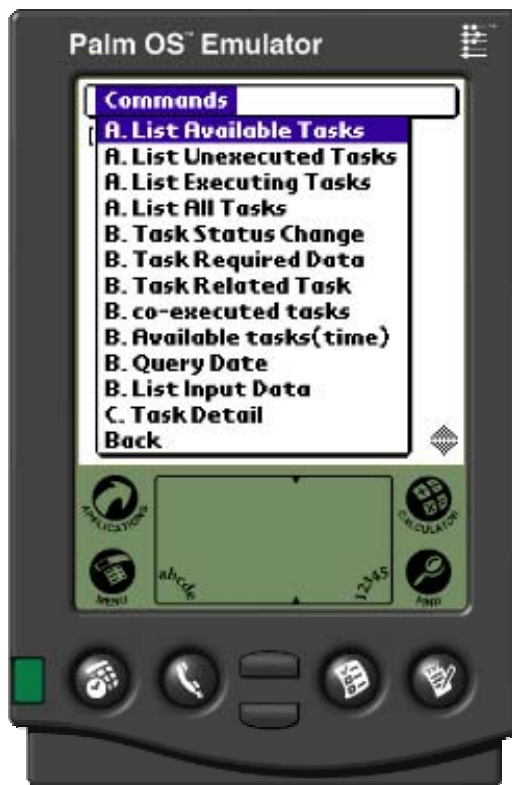 Palm OS™ Emulator
Commands
A. List Available Tasks
A. List Unexecuted Tasks
A. List Executing Tasks
A. List All Tasks
B. Task Status Change
B. Task Required Data
B. Task Related Task
B. co-executed tasks
B. Available tasks(time)
B. Query Date
B. List Input Data
C. Task Detail
Back
APPLICATIONS
CALCULATOR
MENU
abcde
12345
FIND